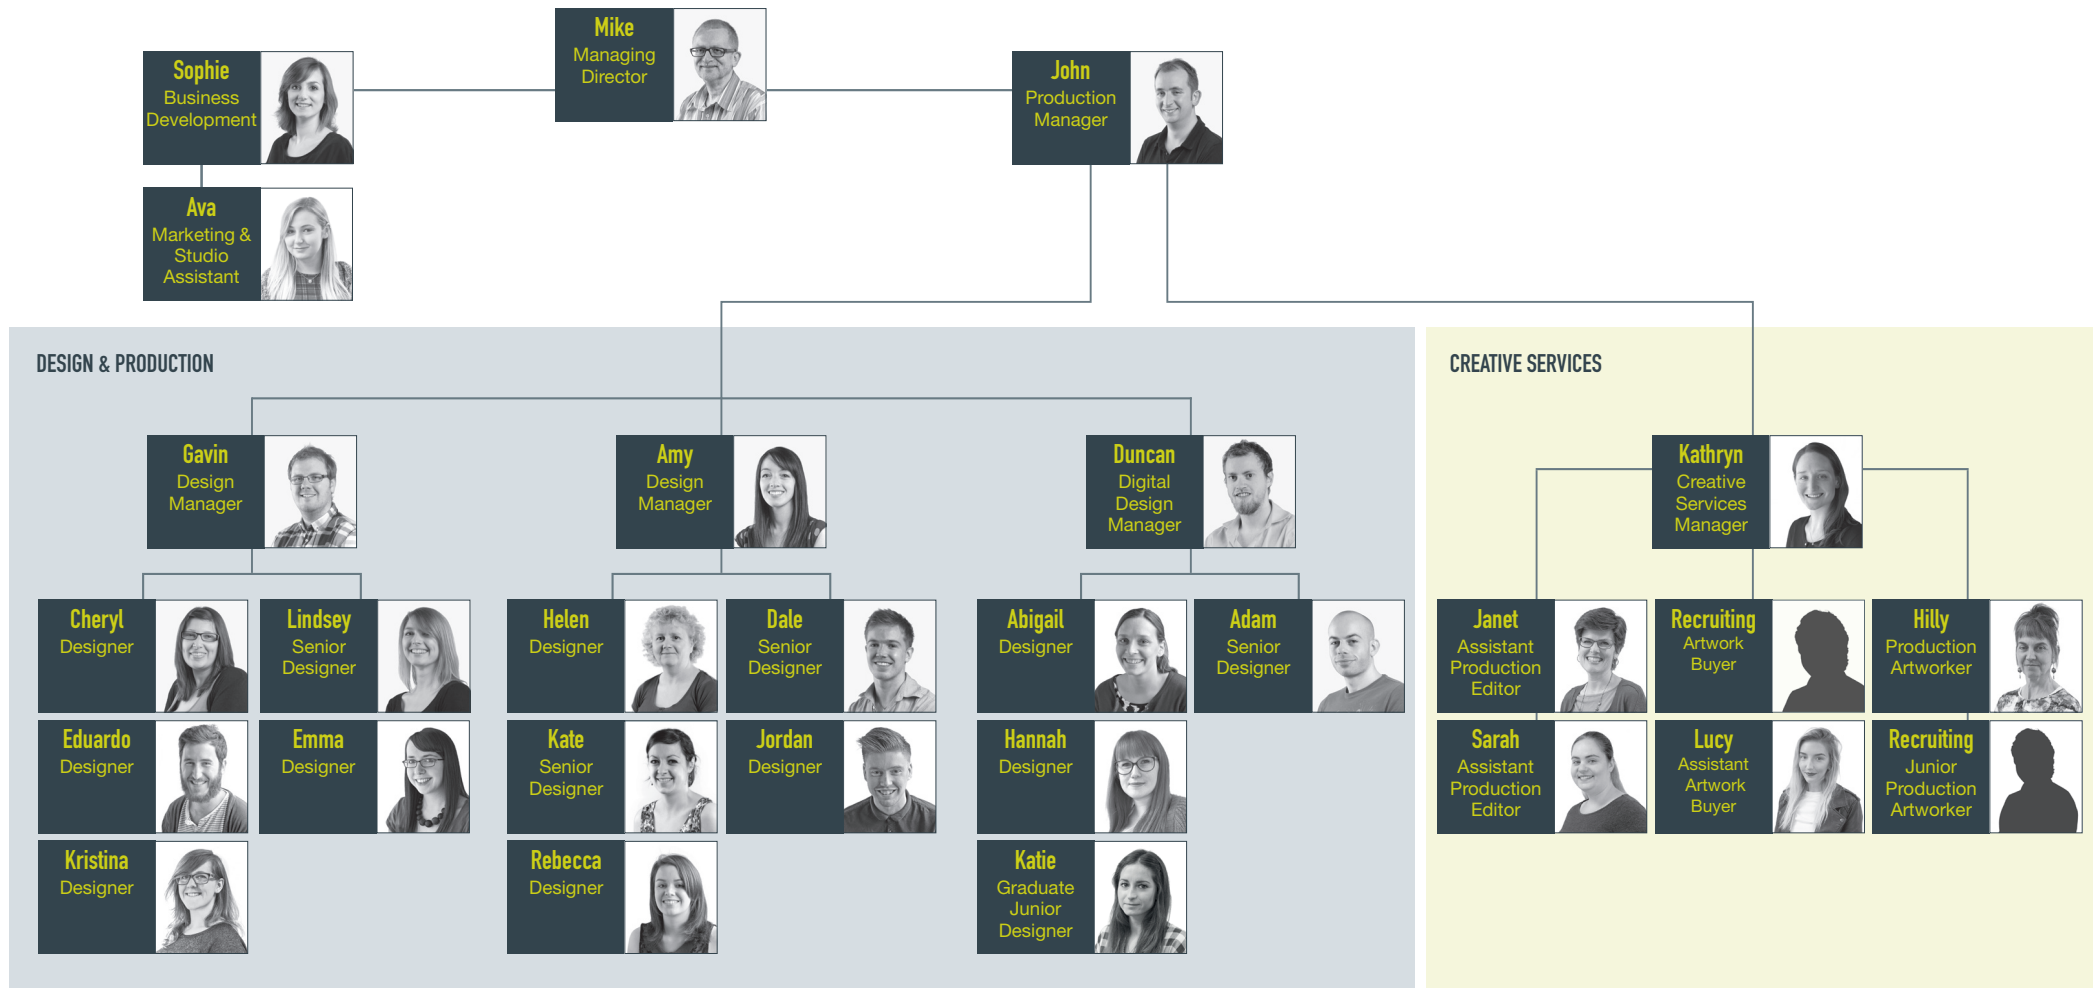 Mike
Managing
Director
Sophie
Business
Development
John
Production
Manager
Ava
Marketing &
Studio
Assistant
DESIGN & PRODUCTION
CREATIVE SERVICES
Gavin
Design
Manager
Amy
Design
Manager
Duncan
Digital
Design
Manager
Kathryn
Creative
Services
Manager
Cheryl
Designer
Lindsey
Senior
Designer
Helen
Designer
Dale
Senior
Designer
Abigail
Designer
Adam
Senior
Designer
Janet
Assistant
Production
Editor
Recruiting
Artwork
Buyer
Hilly
Production
Artworker
Eduardo
Designer
Emma
Designer
Kate
Senior
Designer
Jordan
Designer
Hannah
Designer
Sarah
Assistant
Production
Editor
Lucy
Assistant
Artwork
Buyer
Recruiting
Junior
Production
Artworker
Kristina
Designer
Rebecca
Designer
Katie
Graduate
Junior
Designer